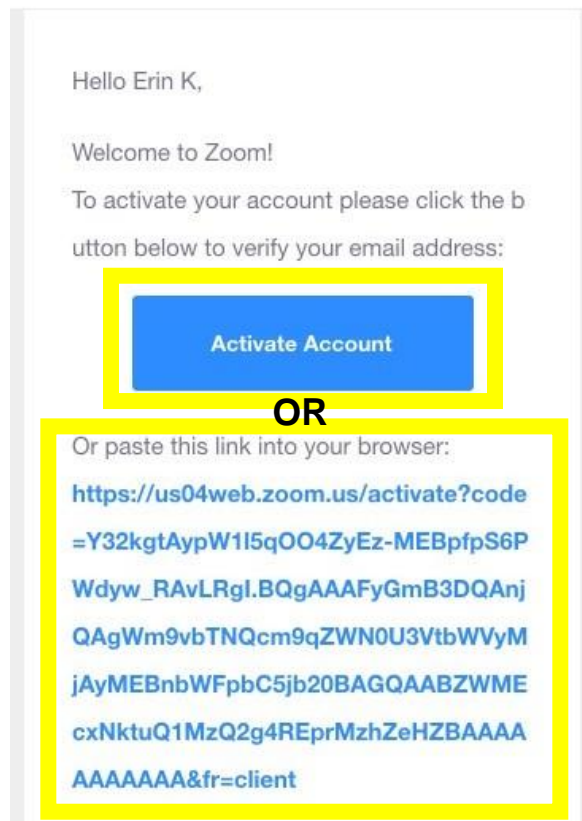 Hello Erin K,
Welcome to Zoom!
To activate your account please click the b
utton below to verify your email address:
Activate Account
OR
Or paste this link into your browser:
https://us04web.zoom.us/activate?code
=Y32kgtAypW1I5qOO4ZyEz-MEBpfpS6P
Wdyw_RAvLRgI.BQgAAAFyGmB3DQAnj
QAgWm9vbTNQcm9qZWN0U3VtbWVyM
jAyMEBnbWFpbC5jb20BAGQAABZWME
cxNktuQ1MzQ2g4REprMzhZeHZBAAAA
AAAAAAA&fr=client